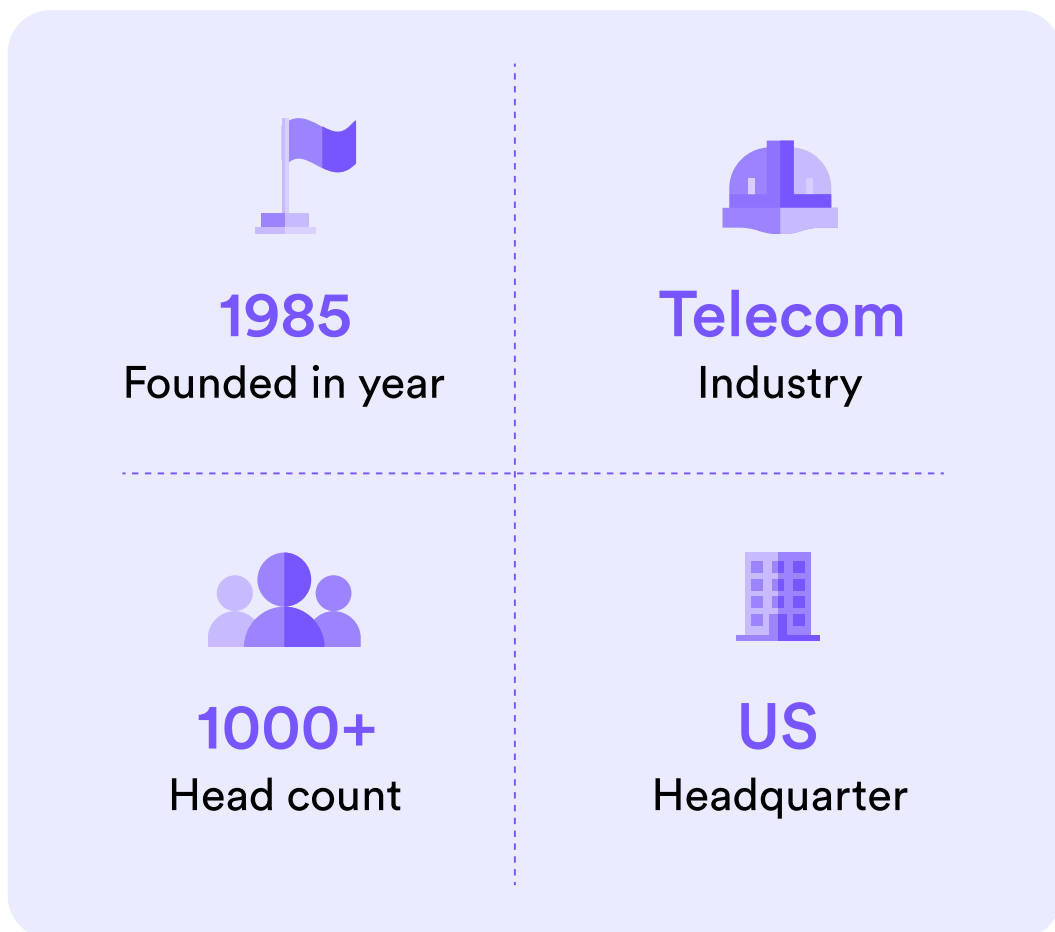 1985
Founded in year
Telecom
Industry
1000+
Head count
US
Headquarter